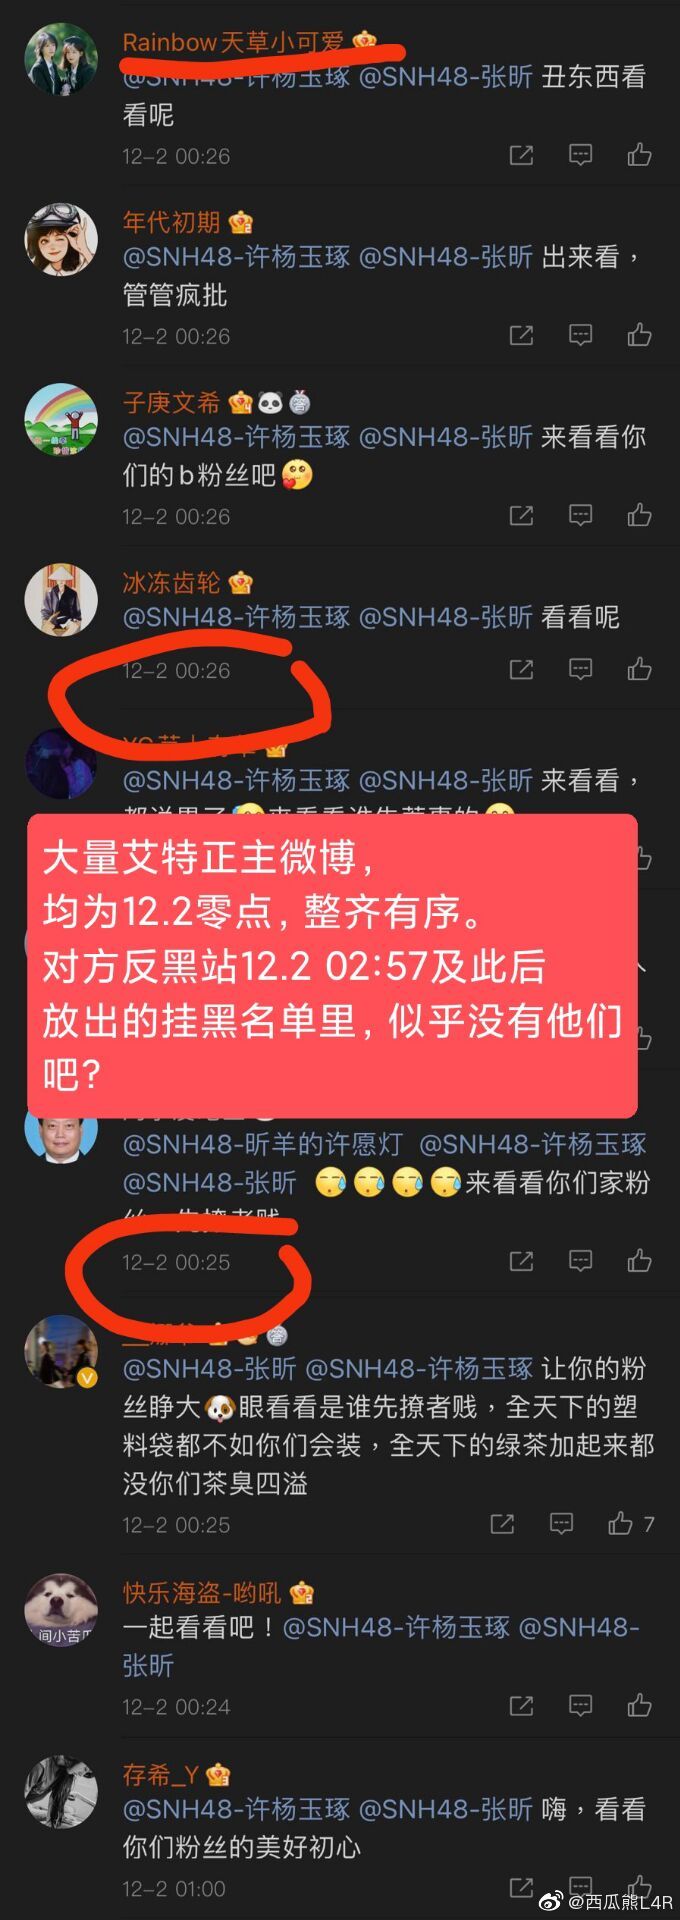 Rainbow天草小可爱
@SNH48-许杨玉琢 @SNH48-张昕 丑东西看
看呢
12-2 00:26
年代初期
@SNH48-许杨玉琢 @SNH48-张昕 出来看，
管管疯批
12-2 00:26
子庚文希
@SNH48-许杨玉琢 @SNH48-张昕 来看看你
们的b粉丝吧
12-2 00:26
冰冻齿轮
@SNH48-许杨玉琢 @SNH48-张昕 看看呢
12-2 00:26
@SNH48-许杨玉琢 @SNH48-张昕 来看看，
大量艾特正主微博，
均为12.2零点，整齐有序。
对方反黑站12.2 02:57及此后
放出的挂黑名单里，似乎没有他们
吧？
@SNH48-昕羊的许愿灯 @SNH48-许杨玉琢
@SNH48-张昕 来看看你们家粉
12-2 00:25
@SNH48-张昕 @SNH48-许杨玉琢 让你的粉
丝睁大眼看看是谁先撩者贱，全天下的塑
料袋都不如你们会装，全天下的绿茶加起来都
没你们茶臭四溢
12-2 00:25
7
快乐海盗-哟吼
一起看看吧！@SNH48-许杨玉琢 @SNH48-
张昕
12-2 00:24
间小苦
存希_Y
@SNH48-许杨玉琢 @SNH48-张昕 嗨，看看
你们粉丝的美好初心
12-2 01:00
@西瓜熊L4R